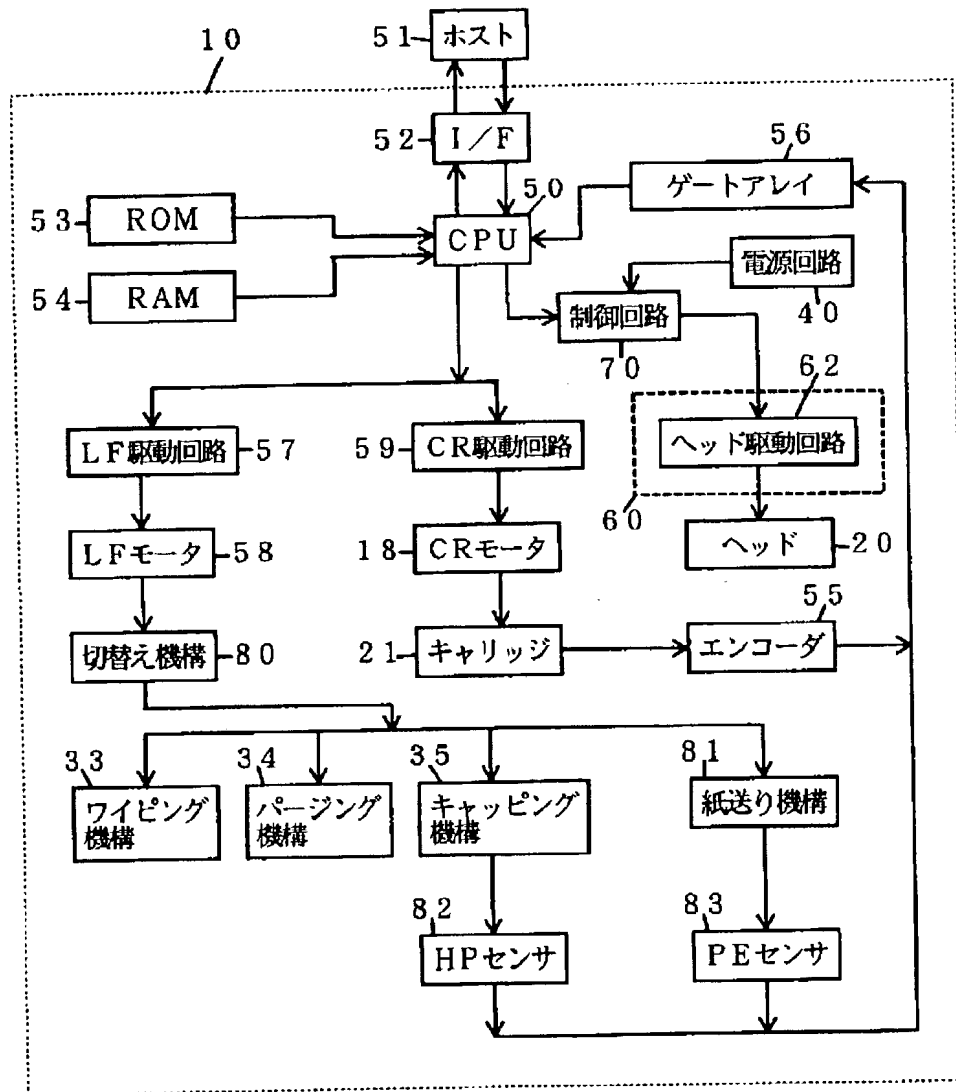 10
51 ホスト
52 I/F
56
50
ゲートアレイ
53 ROM
CPU
電源回路
54 RAM
制御回路
40
70
62
LF駆動回路 57
59 CR駆動回路
ヘッド駆動回路
60
LFモータ 58
18 CRモータ
ヘッド 20
55
切替え機構 80
21 キャリッジ
エンコーダ
33
34
35
81
ワイピング
機構
パージング
機構
キャッピング
機構
紙送り機構
82
83
HPセンサ
PEセンサ